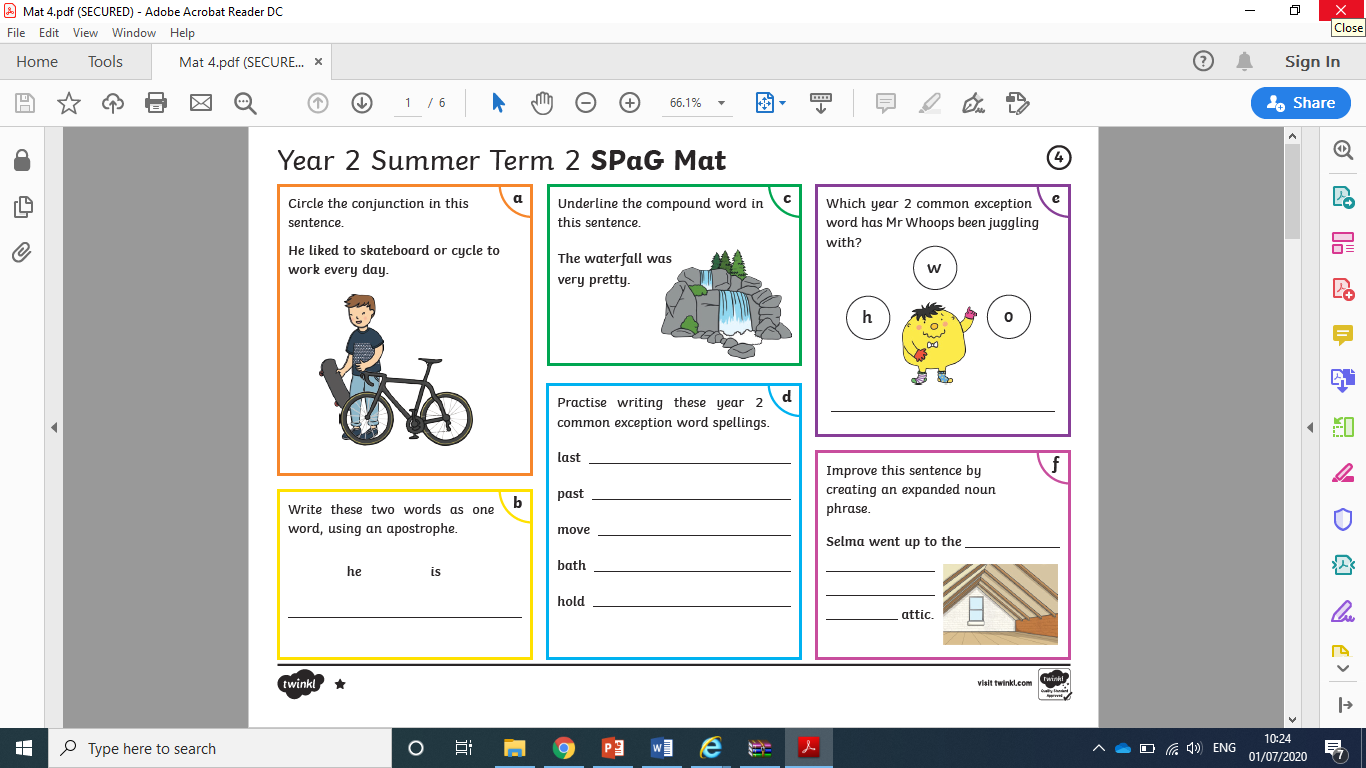 Mat 4.pdf (SECURED) - Adobe Acrobat Reader DC
Close
File Edit View Window Help
Home Tools Mat 4.pdf (SECURE... × Sign In
1 / 6 66.1% Share
Year 2 Summer Term 2 SPaG Mat 4
a
Circle the conjunction in this
sentence.
He liked to skateboard or cycle to
work every day.
b
Write these two words as one
word, using an apostrophe.
he is
c
Underline the compound word in
this sentence.
The waterfall was
very pretty.
d
Practise writing these year 2
common exception word spellings.
last
past
move
bath
hold
e
Which year 2 common exception
word has Mr Whoops been juggling
with?
w
h o
f
Improve this sentence by
creating an expanded noun
phrase.
Selma went up to the
attic.
twinkl
visit twinkl.com
twinkl
Quality Standard
Approved
Type here to search
ENG
10:24
01/07/2020
7